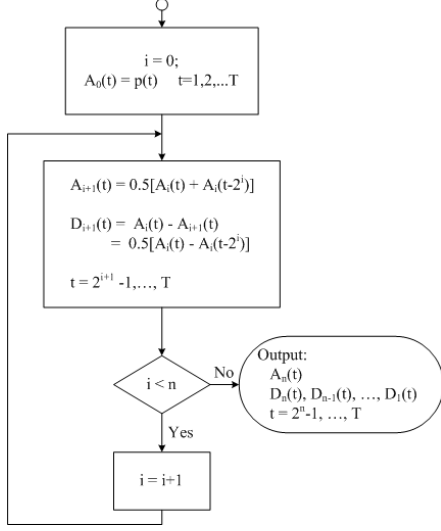 i = 0;
A₀(t) = p(t) t=1,2,...T
Aᵢ₊₁(t) = 0.5[Aᵢ(t) + Aᵢ(t-2ⁱ)]
Dᵢ₊₁(t) = Aᵢ(t) - Aᵢ₊₁(t)
= 0.5[Aᵢ(t) - Aᵢ(t-2ⁱ)]
t = 2ⁱ⁺¹ -1,…, T
i < n
No
Output:
Aₙ(t)
Dₙ(t), Dₙ₋₁(t), …, D₁(t)
t = 2ⁿ-1, …, T
Yes
i = i+1